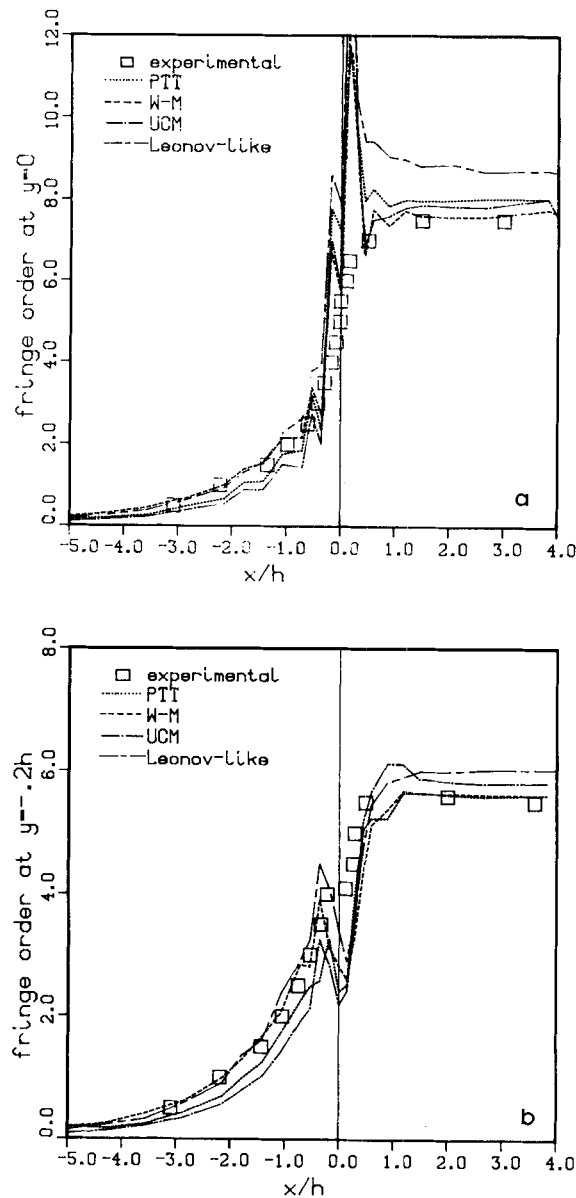 12.0
□ experimental
PTT
W-M
UCM
Leonov-like
10.0
8.0
6.0
4.0
2.0
0.0
fringe order at y=0
a
-5.0 -4.0 -3.0 -2.0 -1.0 0.0 1.0 2.0 3.0 4.0
x/h
8.0
□ experimental
PTT
W-M
UCM
Leonov-like
6.0
4.0
2.0
0.0
fringe order at y=-.2h
b
-5.0 -4.0 -3.0 -2.0 -1.0 0.0 1.0 2.0 3.0 4.0
x/h